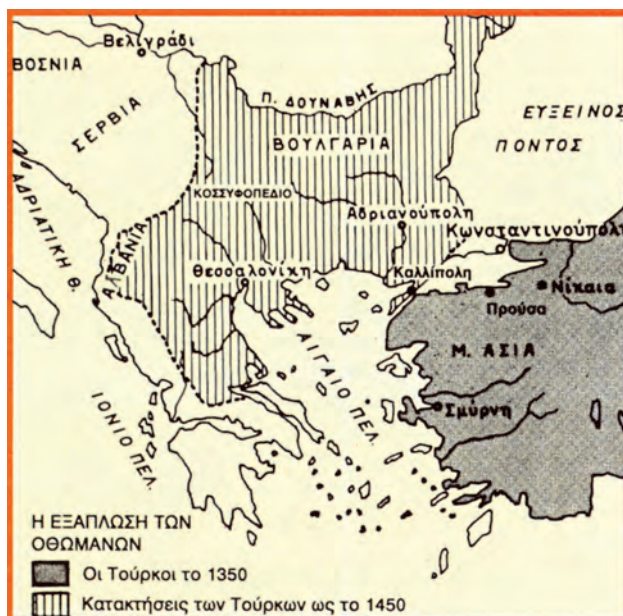 Βελιγράδι
ΒΟΣΝΙΑ
ΣΕΡΒΙΑ
Π. ΔΟΥΝΑΒΗΣ
ΒΟΥΛΓΑΡΙΑ
ΕΥΞΕΙΝΟΣ
ΠΟΝΤΟΣ
ΚΟΣΣΥΦΟΠΕΔΙΟ
ΑΔΡΙΑΤΙΚΗ Θ.
Αδριανούπολη
Κωνσταντινούπολη
ΑΛΒΑΝΙΑ
Θεσσαλονίκη
Καλλίπολη
Νίκαια
Προύσα
Μ. ΑΣΙΑ
ΑΙΓΑΙΟ ΠΕΛ.
Σμύρνη
ΙΟΝΙΟ ΠΕΛ.
Η ΕΞΑΠΛΩΣΗ ΤΩΝ
ΟΘΩΜΑΝΩΝ
Οι Τούρκοι το 1350
Κατακτήσεις των Τούρκων ως το 1450